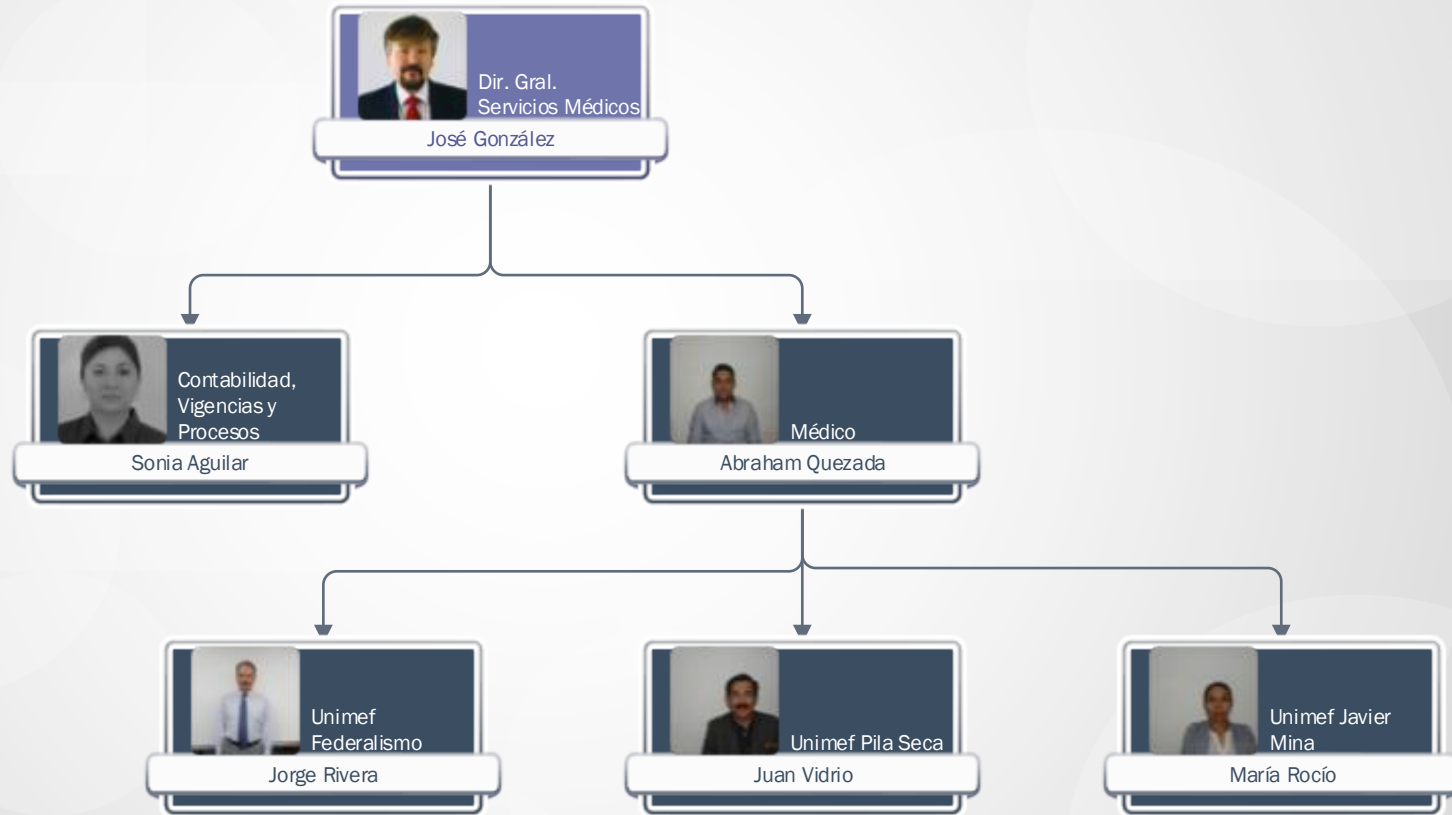 Dir. Gral.
Servicios Médicos
José González
Contabilidad,
Vigencias y
Procesos
Sonia Aguilar
Médico
Abraham Quezada
Unimef
Federalismo
Jorge Rivera
Unimef Pila Seca
Juan Vidrio
Unimef Javier
Mina
María Rocío